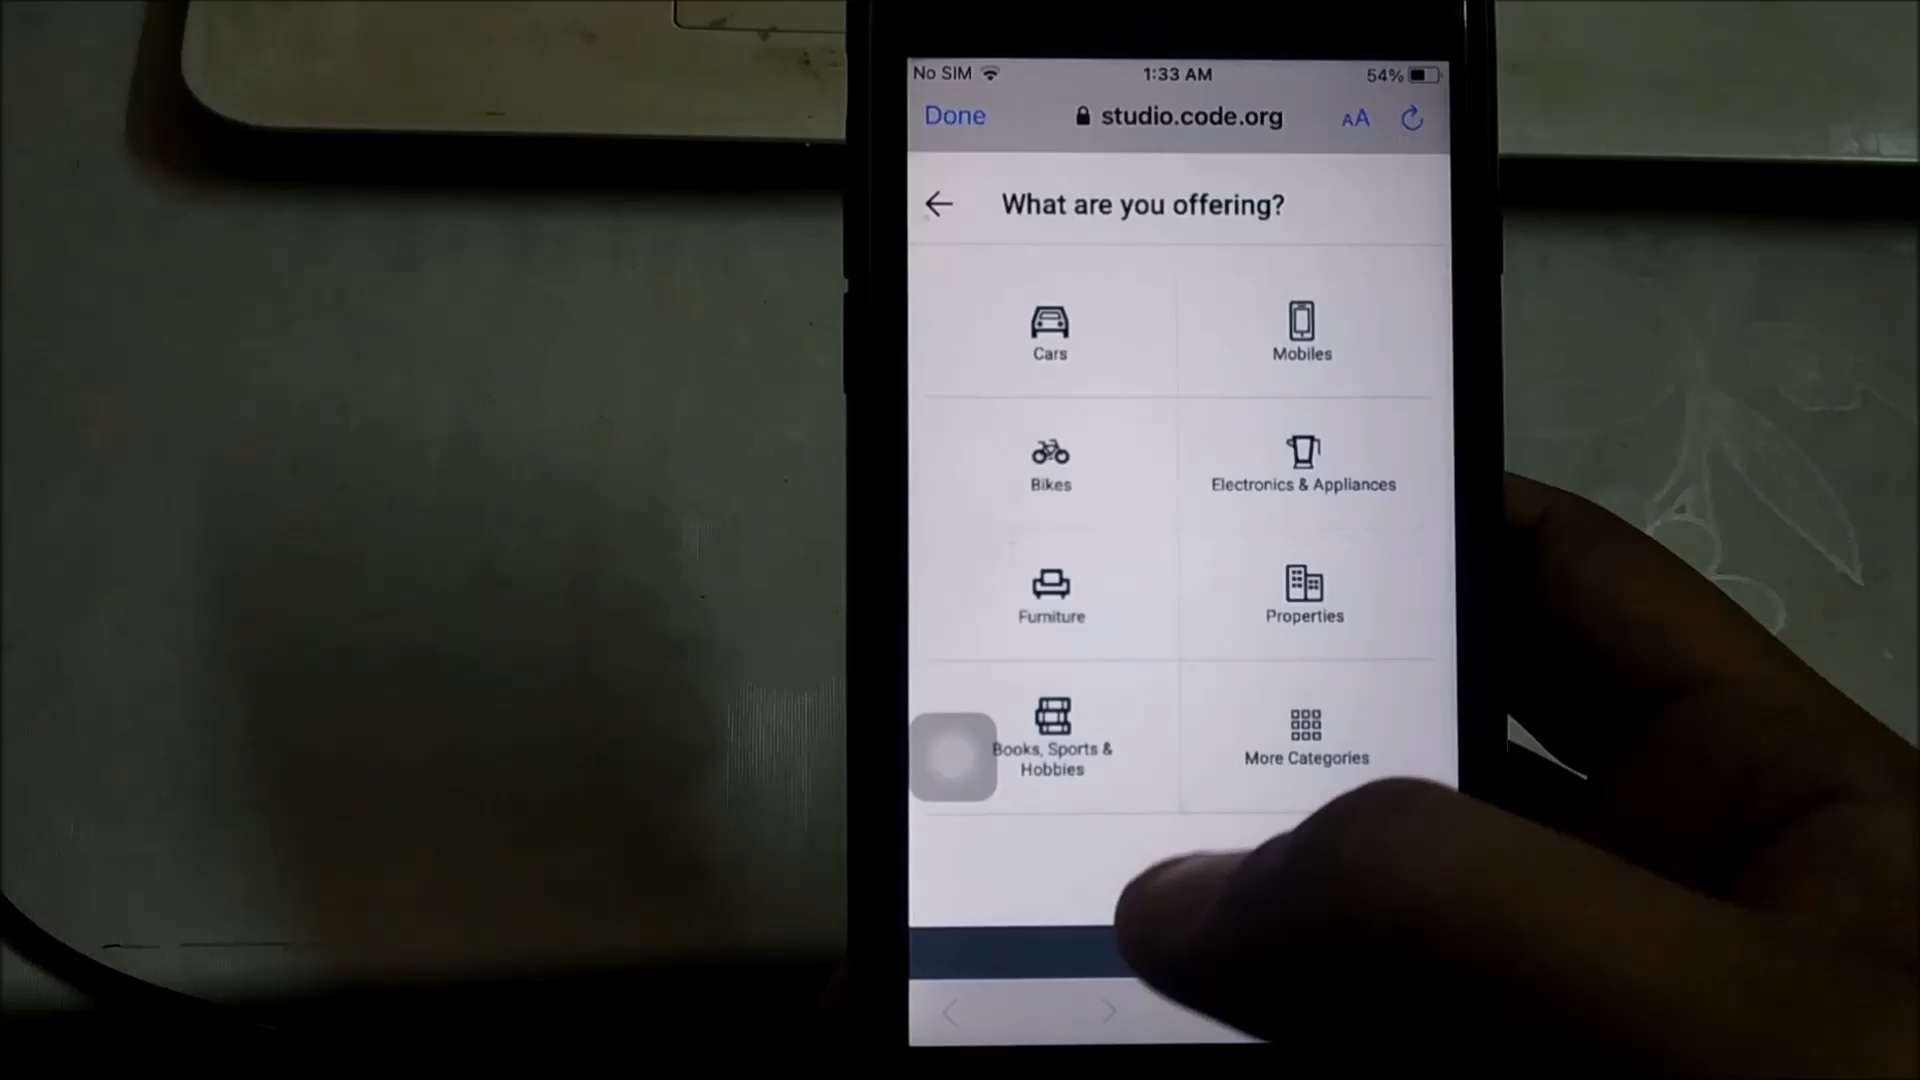 No SIM
1:33 AM
54%
Done
studio.code.org
AA
What are you offering?
Cars
Mobiles
Bikes
Electronics & Appliances
Furniture
Properties
Books, Sports &
Hobbies
More Categories